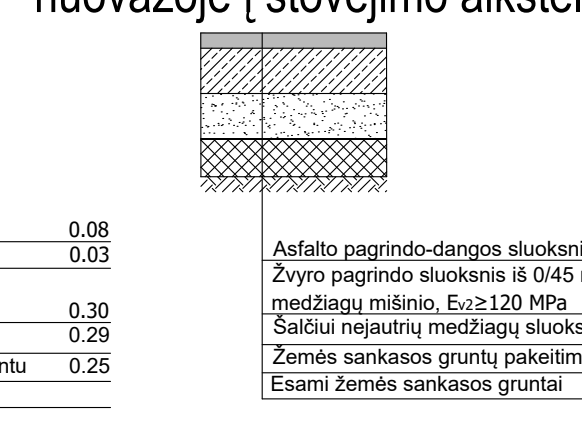 nuovažoje į stovėjimo aikštel
0.08
0.03
0.30
0.29
ntu 0.25
Asfalto pagrindo-dangos sluoksni
Žvyro pagrindo sluoksnis iš 0/45
medžiagų mišinio, Ev2≥120 MPa
Šalčiui nejautrių medžiagų sluoks
Žemės sankasos gruntų pakeitim
Esami žemės sankasos gruntai